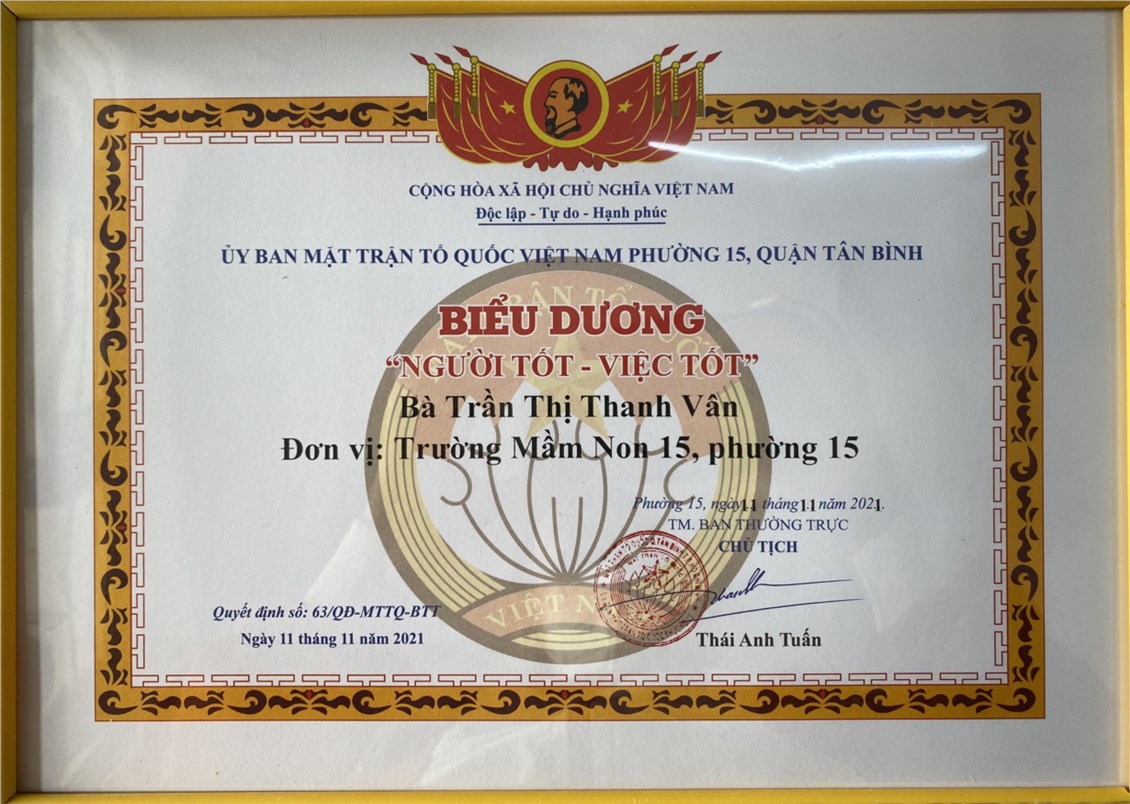 CỘNG HÒA XÃ HỘI CHỦ NGHĨA VIỆT NAM
Độc lập - Tự do - Hạnh phúc
ỦY BAN MẶT TRẬN TỔ QUỐC VIỆT NAM PHƯỜNG 15, QUẬN TÂN BÌNH
BIỂU DƯƠNG
“NGƯỜI TỐT - VIỆC TỐT”
Bà Trần Thị Thanh Vân
Đơn vị: Trường Mầm Non 15, phường 15
Phường 15, ngày 11 tháng 11 năm 2021.
TM. BAN THƯỜNG TRỰC
CHỦ TỊCH
Quyết định số: 63/QĐ-MTTQ-BTT
Ngày 11 tháng 11 năm 2021
Thái Anh Tuấn
VIỆT